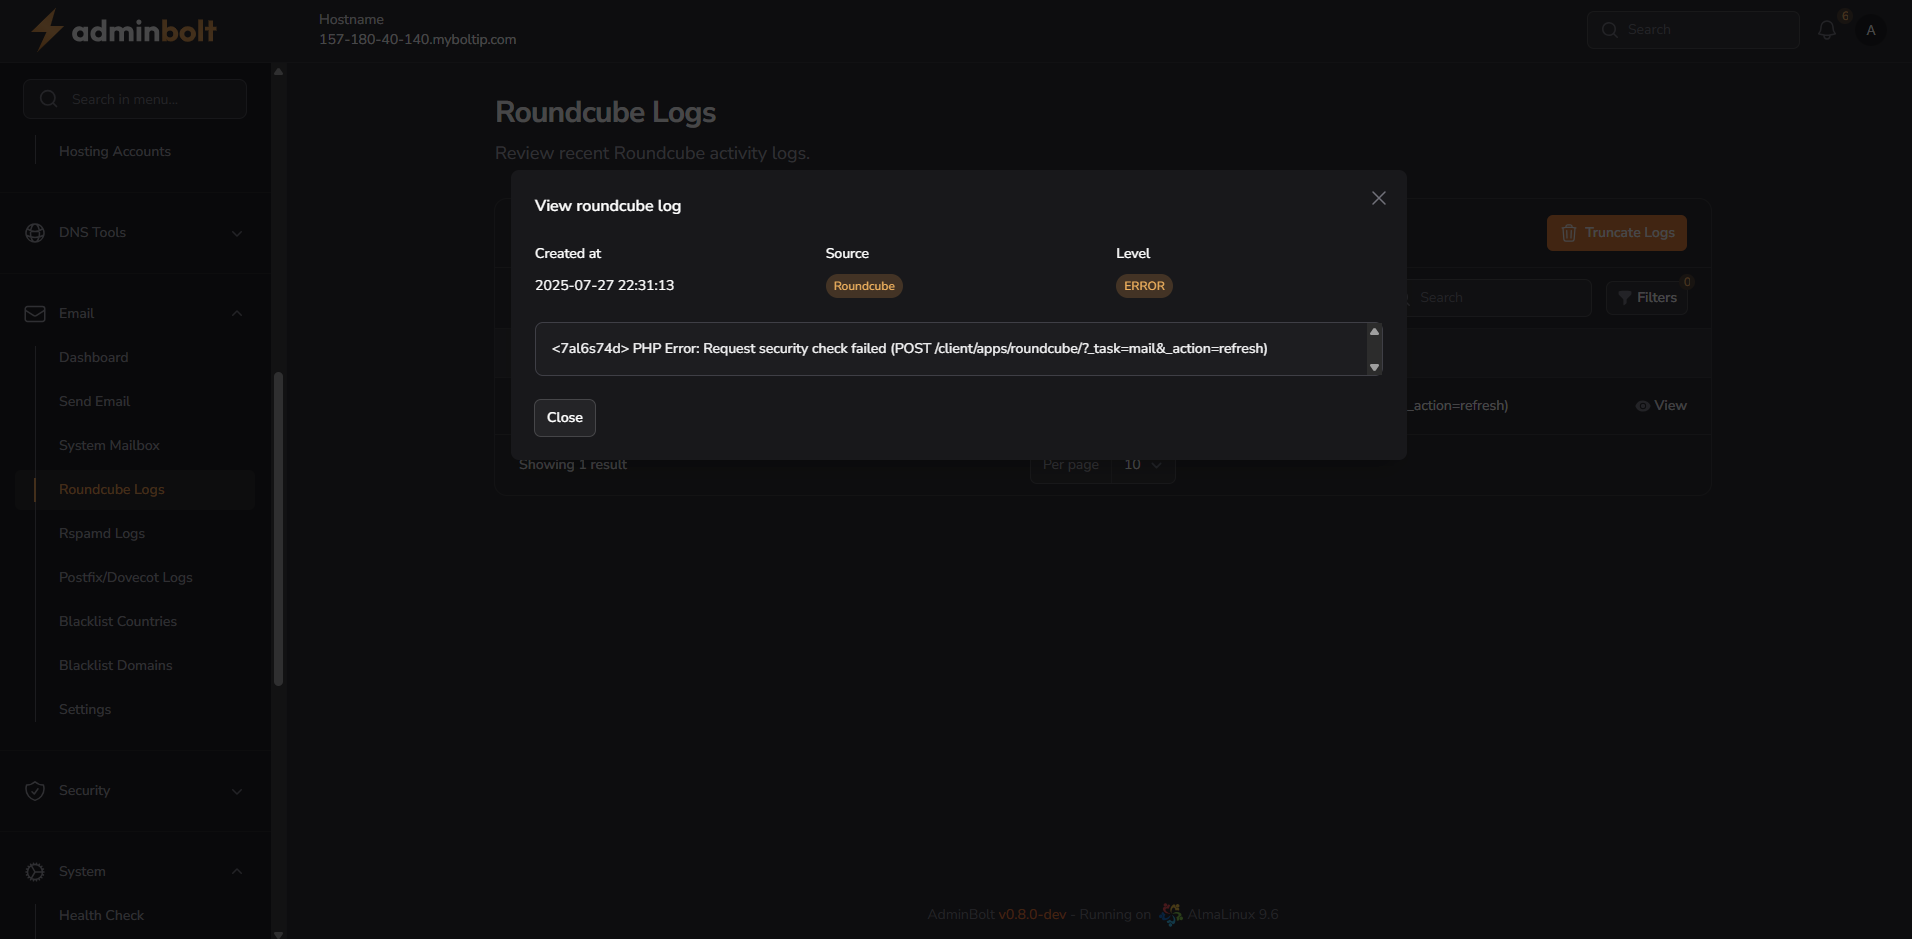 adminbolt
Hostname
157-180-40-140.myboltip.com
Search
6
A
Search in menu...
Hosting Accounts
DNS Tools
Email
Dashboard
Send Email
System Mailbox
Roundcube Logs
Rspamd Logs
Postfix/Dovecot Logs
Blacklist Countries
Blacklist Domains
Settings
Security
System
Health Check
Roundcube Logs
Review recent Roundcube activity logs.
Truncate Logs
Search
Filters
0
_action=refresh)
View
Showing 1 result
Per page
10
View roundcube log
Created at
Source
Level
2025-07-27 22:31:13
Roundcube
ERROR
<7al6s74d> PHP Error: Request security check failed (POST /client/apps/roundcube/?_task=mail&_action=refresh)
Close
AdminBolt v0.8.0-dev - Running on AlmaLinux 9.6